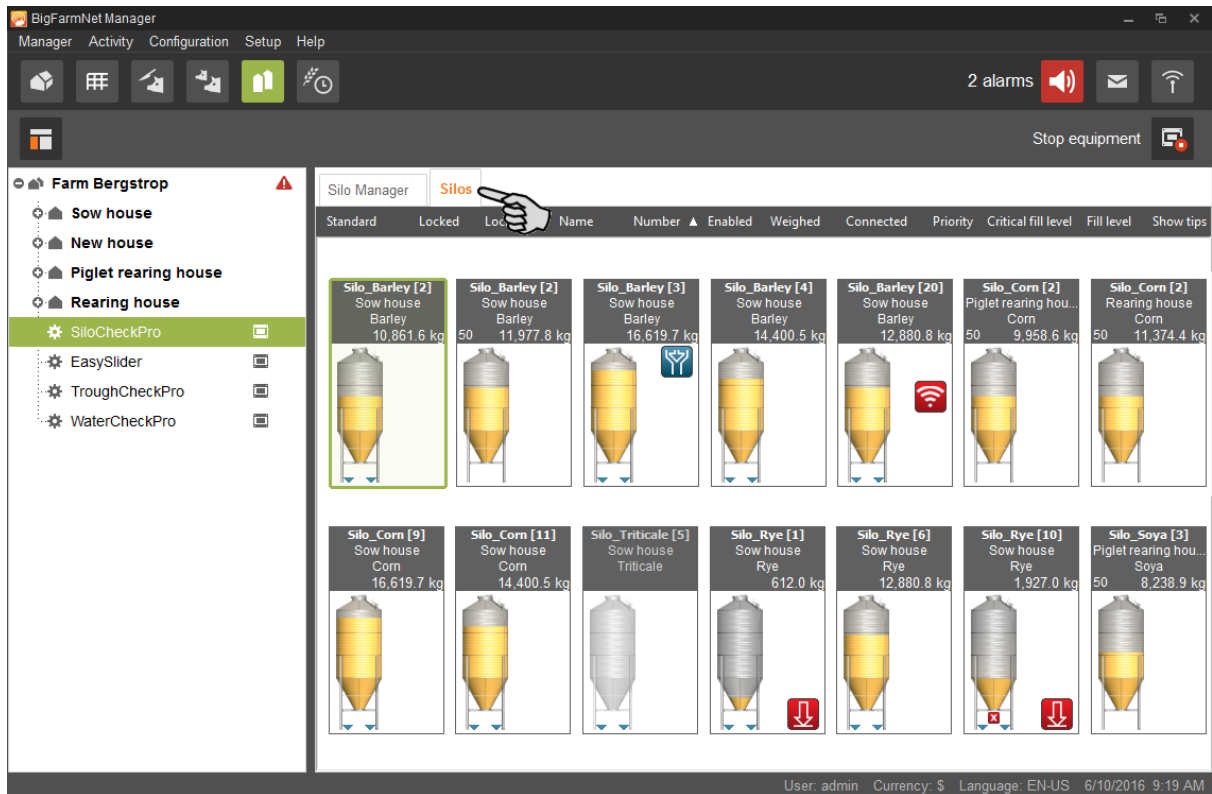 BigFarmNet Manager
Manager Activity Configuration Setup Help
2 alarms
Stop equipment
Farm Bergstrop
Sow house
New house
Piglet rearing house
Rearing house
SiloCheckPro
EasySlider
TroughCheckPro
WaterCheckPro
Silo Manager Silos
Standard Locked Name Number ▲ Enabled Weighed Connected Priority Critical fill level Fill level Show tips
Silo_Barley [2] Silo_Barley [2] Silo_Barley [3] Silo_Barley [4] Silo_Barley [20] Silo_Corn [2] Silo_Corn [2]
Sow house Sow house Sow house Sow house Sow house Piglet rearing hou... Rearing house
Barley Barley Barley Barley Barley Corn Corn
10,861.6 kg 50 11,977.8 kg 16,619.7 kg 14,400.5 kg 12,880.8 kg 50 9,958.6 kg 50 11,374.4 kg
Silo_Corn [9] Silo_Corn [11] Silo_Triticale [5] Silo_Rye [1] Silo_Rye [6] Silo_Rye [10] Silo_Soya [3]
Sow house Sow house Sow house Sow house Sow house Sow house Piglet rearing hou...
Corn Corn Triticale Rye Rye Rye Soya
16,619.7 kg 14,400.5 kg 612.0 kg 12,880.8 kg 1,927.0 kg 50 8,238.9 kg
User: admin Currency: $ Language: EN-US 6/10/2016 9:19 AM